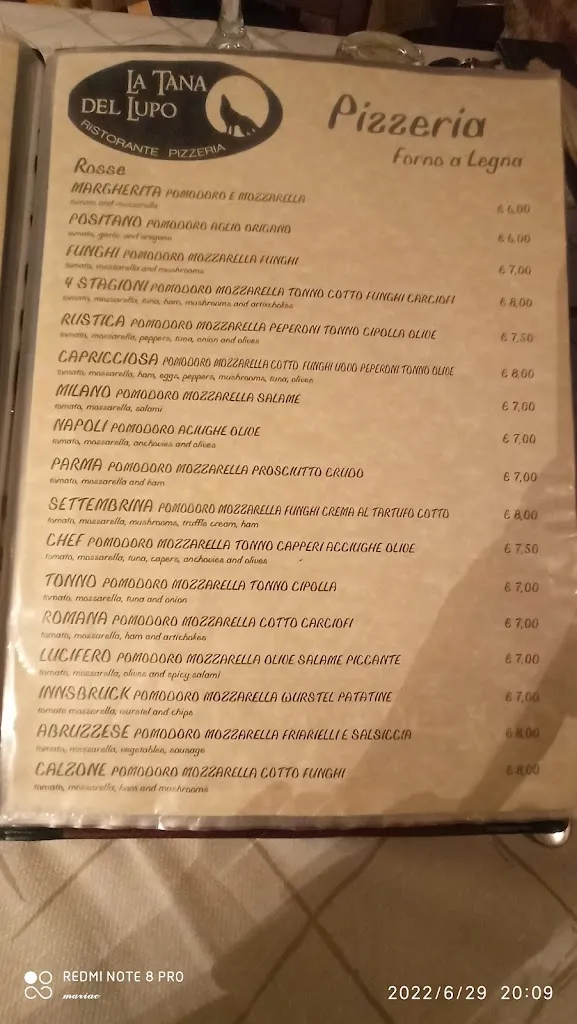 LA TANA
DEL LUPO
RISTORANTE PIZZERIA
Pizzeria
Forno a Legna
Rosse
MARGHERITA POMODORO E MOZZARELLA € 6,00
tomato and mozzarella
POSITANO POMODORO AGLIO ORIGANO € 6,00
tomato, garlic and oregano
FUNGHI POMODORO MOZZARELLA FUNGHI € 7,00
tomato, mozzarella and mushrooms
4 STAGIONI POMODORO MOZZARELLA TONNO COTTO FUNGHI CARCIOFI € 8,00
tomato, mozzarella, tuna, ham, mushrooms and artichokes
RUSTICA POMODORO MOZZARELLA PEPERONI TONNO CIPOLLA OLIVE € 7,50
tomato, mozzarella, peppers, tuna, onion and olives
CAPRICCIOSA POMODORO MOZZARELLA COTTO FUNGHI UOVO PEPERONI TONNO OLIVE € 8,00
tomato, mozzarella, ham, eggs, peppers, mushrooms, tuna, olives
MILANO POMODORO MOZZARELLA SALAME € 7,00
tomato, mozzarella, salami
NAPOLI POMODORO ACIUGHE OLIVE € 7,00
tomato, mozzarella, anchovies and olives
PARMA POMODORO MOZZARELLA PROSCIUTTO CRUDO € 7,00
tomato, mozzarella and ham
SETTEMBRINA POMODORO MOZZARELLA FUNGHI CREMA AL TARTUFO COTTO € 8,00
tomato, mozzarella, mushrooms, truffle cream, ham
CHEF POMODORO MOZZARELLA TONNO CAPPERI ACCIUGHE OLIVE € 7,50
tomato, mozzarella, tuna, capers, anchovies and olives
TONNO POMODORO MOZZARELLA TONNO CIPOLLA € 7,00
tomato, mozzarella, tuna and onion
ROMANA POMODORO MOZZARELLA COTTO CARCIOFI € 7,00
tomato, mozzarella, ham and artichokes
LUCIFERO POMODORO MOZZARELLA OLIVE SALAME PICCANTE € 7,00
tomato, mozzarella, olives and spicy salami
INNSBRUCK POMODORO MOZZARELLA WURSTEL PATATINE € 7,00
tomato mozzarella, wurstel and chips
ABRUZZESE POMODORO MOZZARELLA FRIARIELLI E SALSICCIA € 8,00
tomato, mozzarella, vegetables, sausage
CALZONE POMODORO MOZZARELLA COTTO FUNGHI € 8,00
tomato, mozzarella, ham and mushrooms
REDMI NOTE 8 PRO
mariac
2022/6/29 20:09